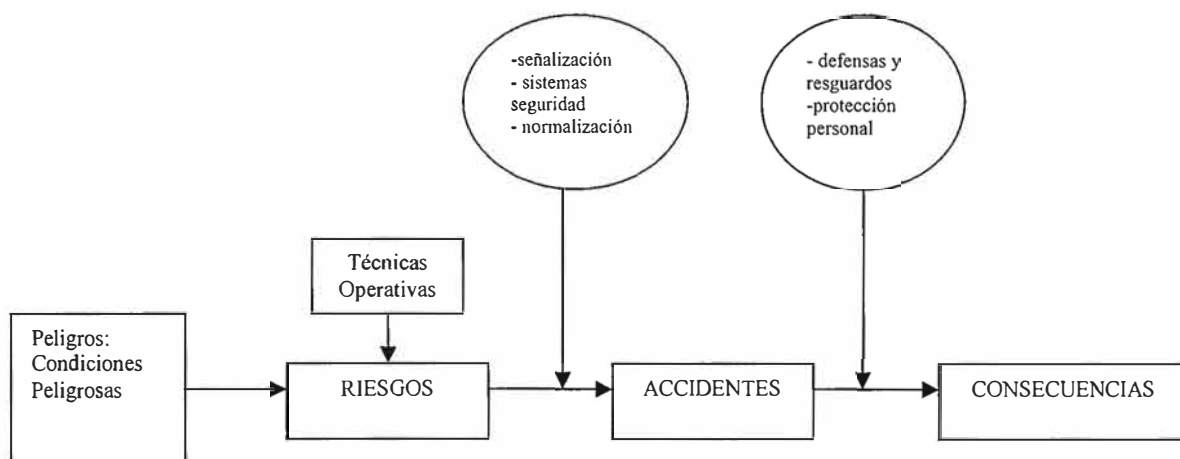 -señalización
- sistemas
seguridad
- normalización
- defensas y
resguardos
-protección
personal
Técnicas
Operativas
Peligros:
Condiciones
Peligrosas
RIESGOS
ACCIDENTES
CONSECUENCIAS